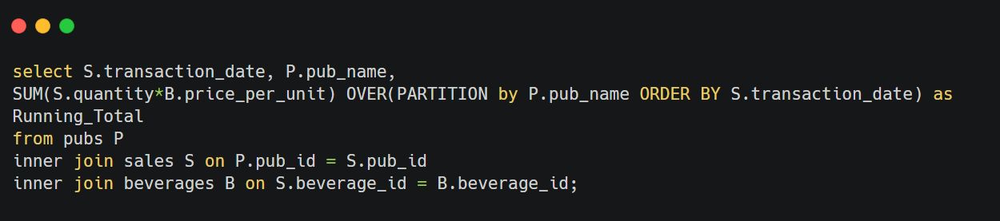 select S.transaction_date, P.pub_name,
SUM(S.quantity*B.price_per_unit) OVER(PARTITION by P.pub_name ORDER BY S.transaction_date) as
Running_Total
from pubs P
inner join sales S on P.pub_id = S.pub_id
inner join beverages B on S.beverage_id = B.beverage_id;